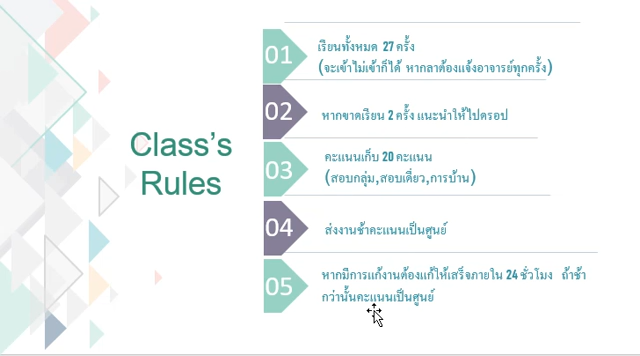 Class's
Rules
01
เรียนทั้งหมด 27 ครั้ง
(จะเข้าไม่เข้าก็ได้ หากลาต้องแจ้งอาจารย์ทุกครั้ง)
02
หากขาดเรียน 2 ครั้ง แนะนำให้ไปดรอป
03
คะแนนเก็บ 20 คะแนน
(สอบกลุ่ม,สอบเดี่ยว,การบ้าน)
04
ส่งงานช้าคะแนนเป็นศูนย์
05
หากมีการแก้งานต้องแก้ให้เสร็จภายใน 24 ชั่วโมง ถ้าช้า
กว่านั้นคะแนนเป็นศูนย์